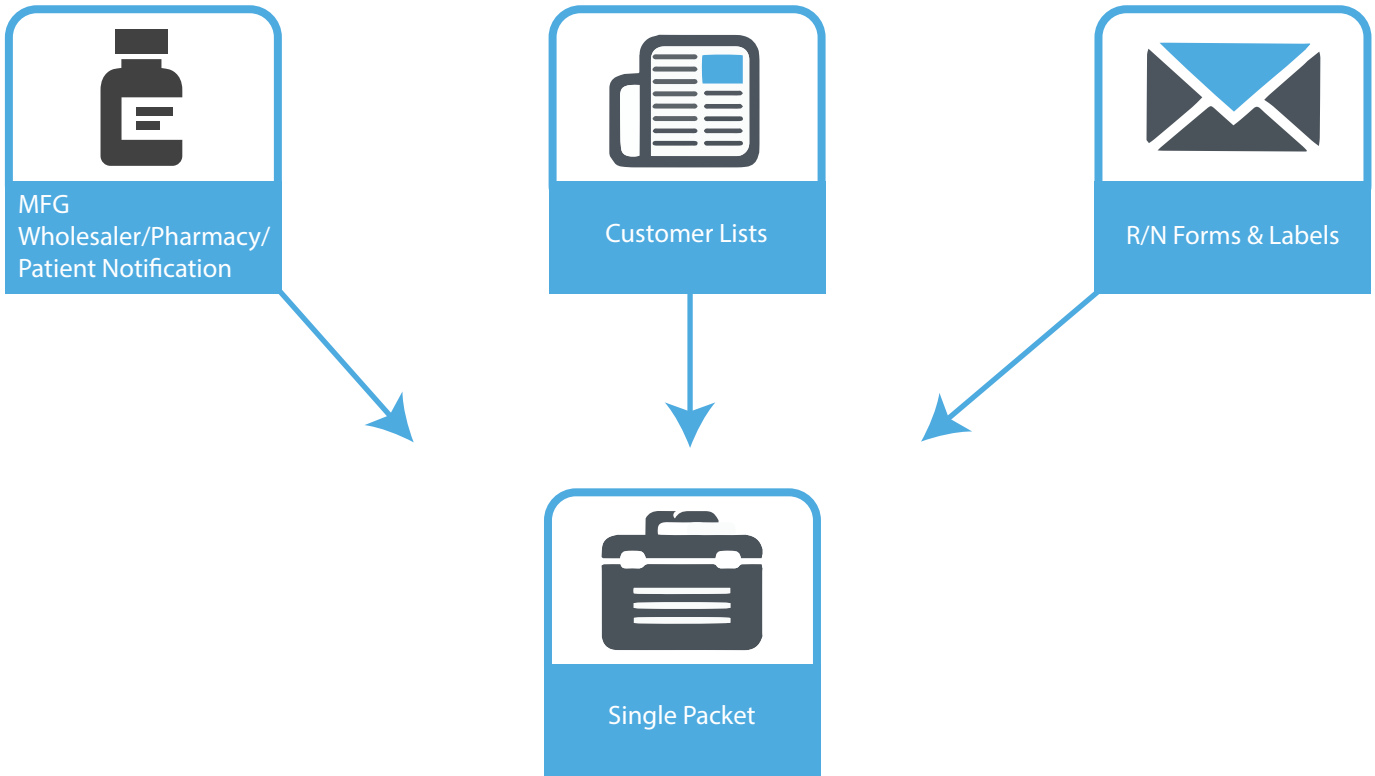 MFG
Wholesaler/Pharmacy/
Patient Notification
Customer Lists
R/N Forms & Labels
Single Packet